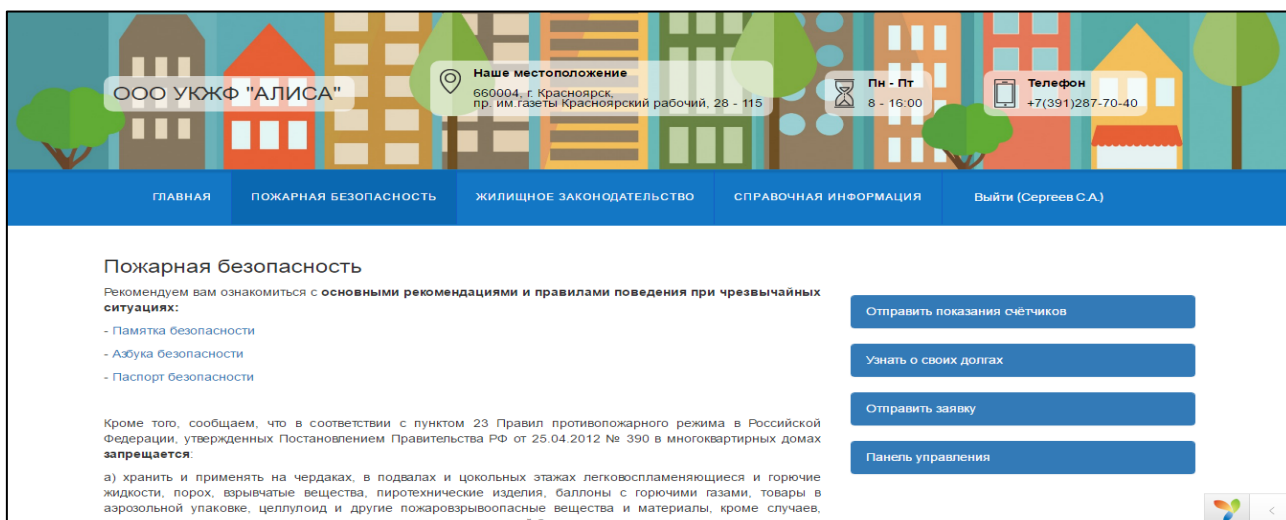 ООО УКЖФ "АЛИСА"
Наше местоположение
660004, г. Красноярск,
пр. им.газеты Красноярский рабочий, 28 - 115
Пн - Пт
8 - 16:00
Телефон
+7(391)287-70-40
ГЛАВНАЯ
ПОЖАРНАЯ БЕЗОПАСНОСТЬ
ЖИЛИЩНОЕ ЗАКОНОДАТЕЛЬСТВО
СПРАВОЧНАЯ ИНФОРМАЦИЯ
Выйти (Сергеев С.А.)
Пожарная безопасность
Рекомендуем вам ознакомиться с основными рекомендациями и правилами поведения при чрезвычайных
ситуациях:
- Памятка безопасности
- Азбука безопасности
- Паспорт безопасности
Кроме того, сообщаем, что в соответствии с пунктом 23 Правил противопожарного режима в Российской
Федерации, утвержденных Постановлением Правительства РФ от 25.04.2012 № 390 в многоквартирных домах
запрещается:
а) хранить и применять на чердаках, в подвалах и цокольных этажах легковоспламеняющиеся и горючие
жидкости, порох, взрывчатые вещества, пиротехнические изделия, баллоны с горючими газами, товары в
аэрозольной упаковке, целлулоид и другие пожаровзрывоопасные вещества и материалы, кроме случаев,
Отправить показания счётчиков
Узнать о своих долгах
Отправить заявку
Панель управления